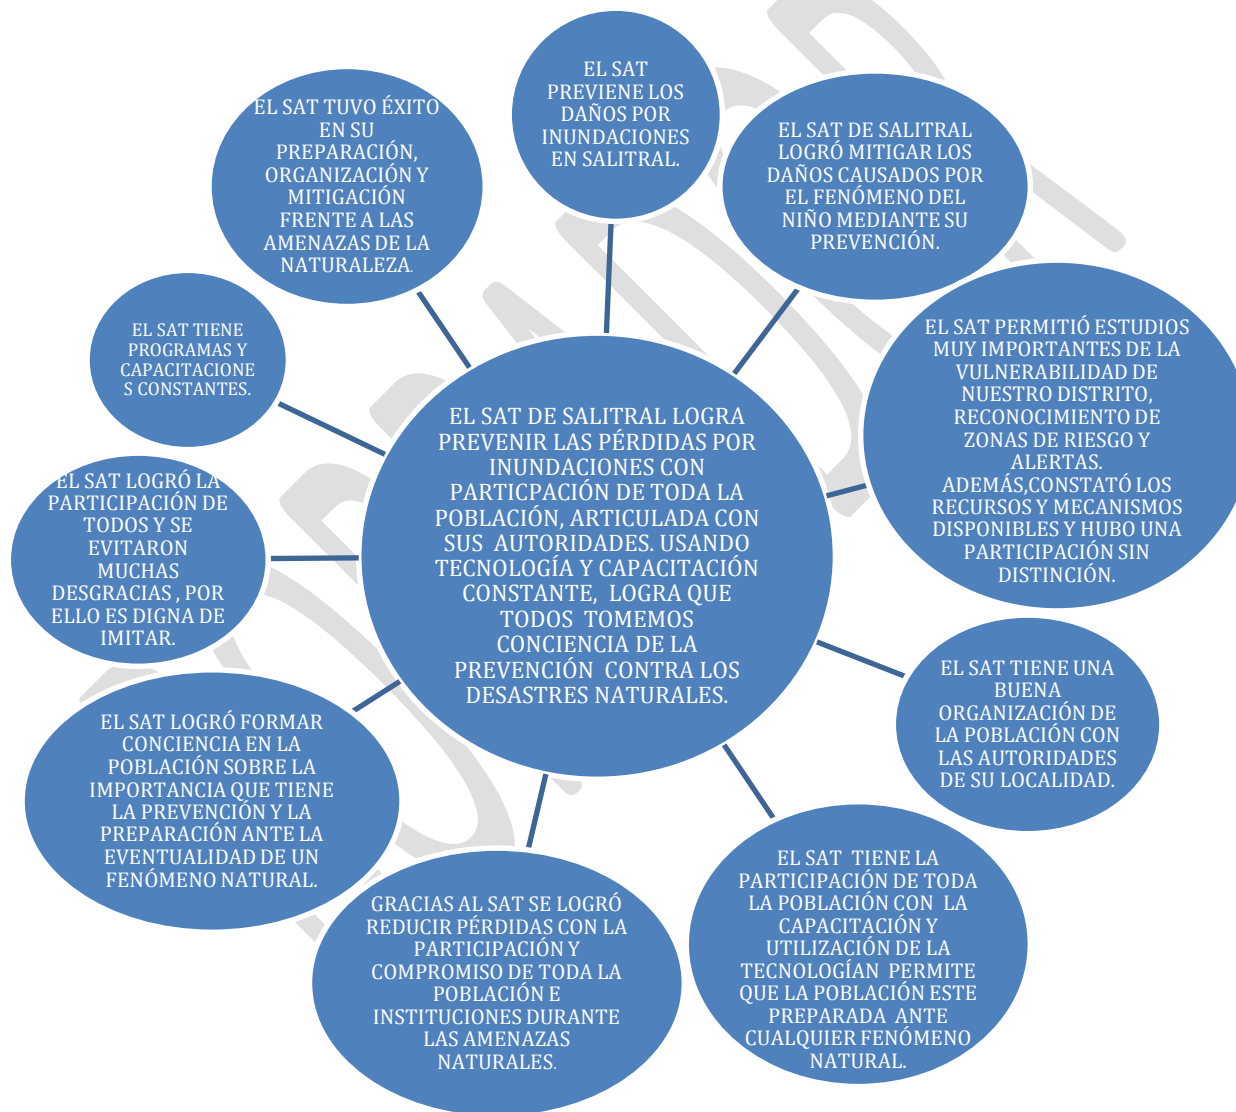 EL SAT
PREVIENE LOS
DAÑOS POR
INUNDACIONES
EN SALITRAL.
EL SAT DE SALITRAL
LOGRÓ MITIGAR LOS
DAÑOS CAUSADOS POR
EL FENÓMENO DEL
NIÑO MEDIANTE SU
PREVENCIÓN.
EL SAT PERMITIÓ ESTUDIOS
MUY IMPORTANTES DE LA
VULNERABILIDAD DE
NUESTRO DISTRITO,
RECONOCIMIENTO DE
ZONAS DE RIESGO Y
ALERTAS.
ADEMÁS,CONSTATÓ LOS
RECURSOS Y MECANISMOS
DISPONIBLES Y HUBO UNA
PARTICIPACIÓN SIN
DISTINCIÓN.
EL SAT TIENE UNA
BUENA
ORGANIZACIÓN DE
LA POBLACIÓN CON
LAS AUTORIDADES
DE SU LOCALIDAD.
EL SAT TIENE LA
PARTICIPACIÓN DE TODA
LA POBLACIÓN CON LA
CAPACITACIÓN Y
UTILIZACIÓN DE LA
TECNOLOGÍAN PERMITE
QUE LA POBLACIÓN ESTE
PREPARADA ANTE
CUALQUIER FENÓMENO
NATURAL.
GRACIAS AL SAT SE LOGRÓ
REDUCIR PÉRDIDAS CON LA
PARTICIPACIÓN Y
COMPROMISO DE TODA LA
POBLACIÓN E
INSTITUCIONES DURANTE
LAS AMENAZAS
NATURALES.
EL SAT LOGRÓ FORMAR
CONCIENCIA EN LA
POBLACIÓN SOBRE LA
IMPORTANCIA QUE TIENE
LA PREVENCIÓN Y LA
PREPARACIÓN ANTE LA
EVENTUALIDAD DE UN
FENÓMENO NATURAL.
EL SAT LOGRÓ LA
PARTICIPACIÓN DE
TODOS Y SE
EVITARON
MUCHAS
DESGRACIAS , POR
ELLO ES DIGNA DE
IMITAR.
EL SAT TIENE
PROGRAMAS Y
CAPACITACIONE
S CONSTANTES.
EL SAT TUVO ÉXITO
EN SU
PREPARACIÓN,
ORGANIZACIÓN Y
MITIGACIÓN
FRENTE A LAS
AMENAZAS DE LA
NATURALEZA.
EL SAT DE SALITRAL LOGRA
PREVENIR LAS PÉRDIDAS POR
INUNDACIONES CON
PARTICPACIÓN DE TODA LA
POBLACIÓN, ARTICULADA CON
SUS AUTORIDADES. USANDO
TECNOLOGÍA Y CAPACITACIÓN
CONSTANTE, LOGRA QUE
TODOS TOMEMOS
CONCIENCIA DE LA
PREVENCIÓN CONTRA LOS
DESASTRES NATURALES.